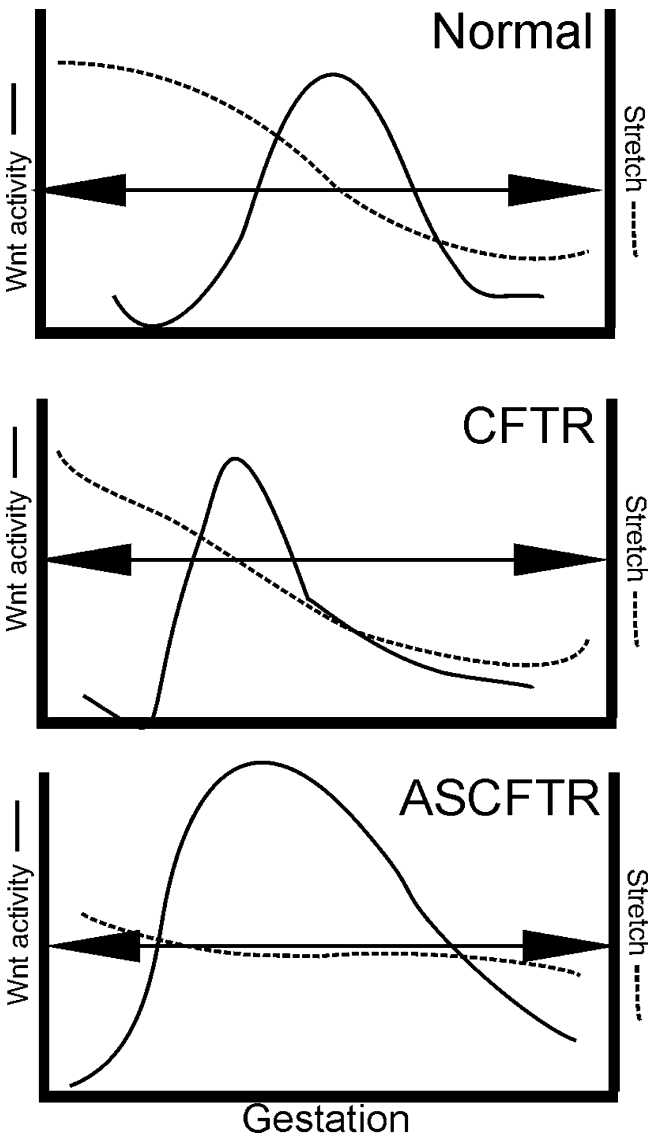 Normal
Wnt activity
Stretch
CFTR
Wnt activity
Stretch
ASCFTR
Wnt activity
Stretch
Gestation